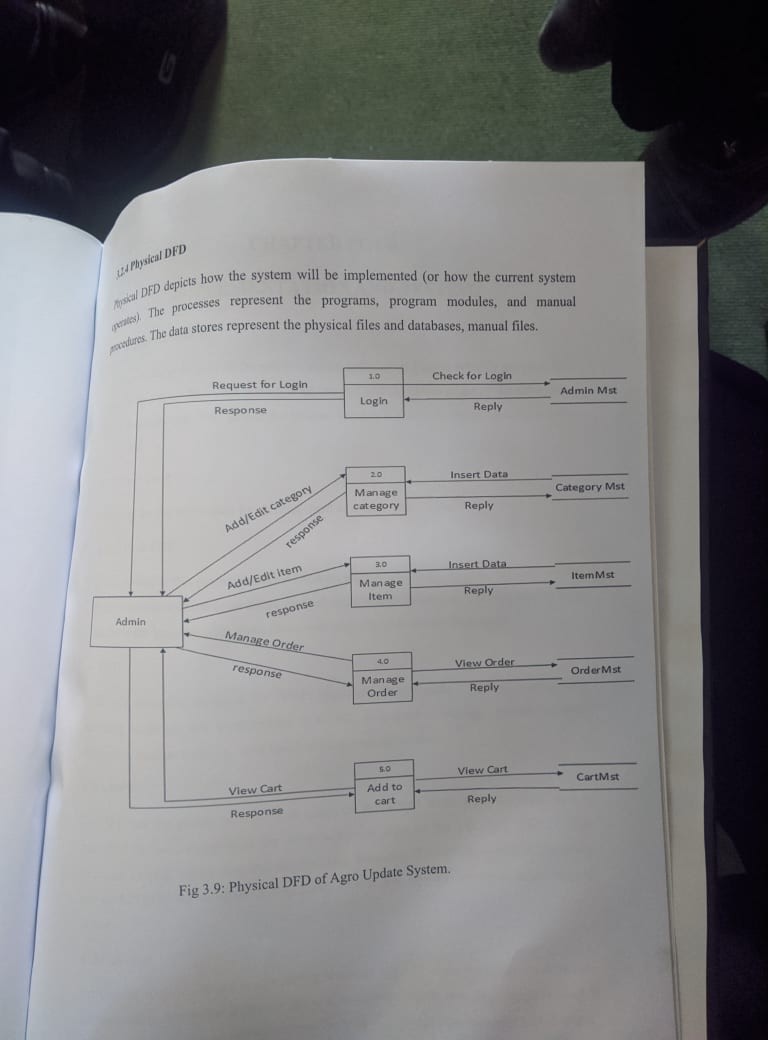 3.2.4 Physical DFD
Physical DFD depicts how the system will be implemented (or how the current system
operates). The processes represent the programs, program modules, and manual
procedures. The data stores represent the physical files and databases, manual files.
1.0
Login
Request for Login
Response
Check for Login
Reply
Admin Mst
2.0
Manage
category
Add/Edit category
response
Insert Data
Reply
Category Mst
3.0
Manage
Item
Add/Edit item
response
Insert Data
Reply
ItemMst
Admin
4.0
Manage
Order
Manage Order
response
View Order
Reply
OrderMst
5.0
Add to
cart
View Cart
Response
View Cart
Reply
CartMst
Fig 3.9: Physical DFD of Agro Update System.